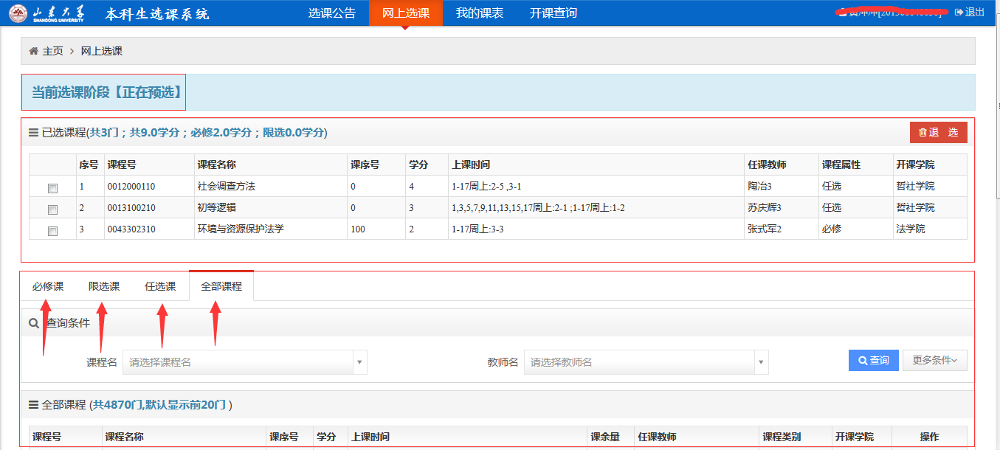 山东大学 SHANDONG UNIVERSITY 本科生选课系统 选课公告 网上选课 我的课表 开课查询 退出
主页 > 网上选课
当前选课阶段【正在预选】
已选课程(共3门；共9.0学分；必修2.0学分；限选0.0学分) 退 选
序号 课程号 课程名称 课序号 学分 上课时间 任课教师 课程属性 开课学院
1 0012000110 社会调查方法 0 4 1-17周上:2-5 ,3-1 陶冶3 任选 哲社学院
2 0013100210 初等逻辑 0 3 1,3,5,7,9,11,13,15,17周上:2-1 ;1-17周上:1-2 苏庆辉3 任选 哲社学院
3 0043302310 环境与资源保护法学 100 2 1-17周上:3-3 张式军2 必修 法学院
必修课 限选课 任选课 全部课程
查询条件
课程名 请选择课程名 教师名 请选择教师名 查询 更多条件
全部课程 (共4870门,默认显示前20门 )
课程号 课程名称 课序号 学分 上课时间 课余量 任课教师 课程类别 开课学院 操作